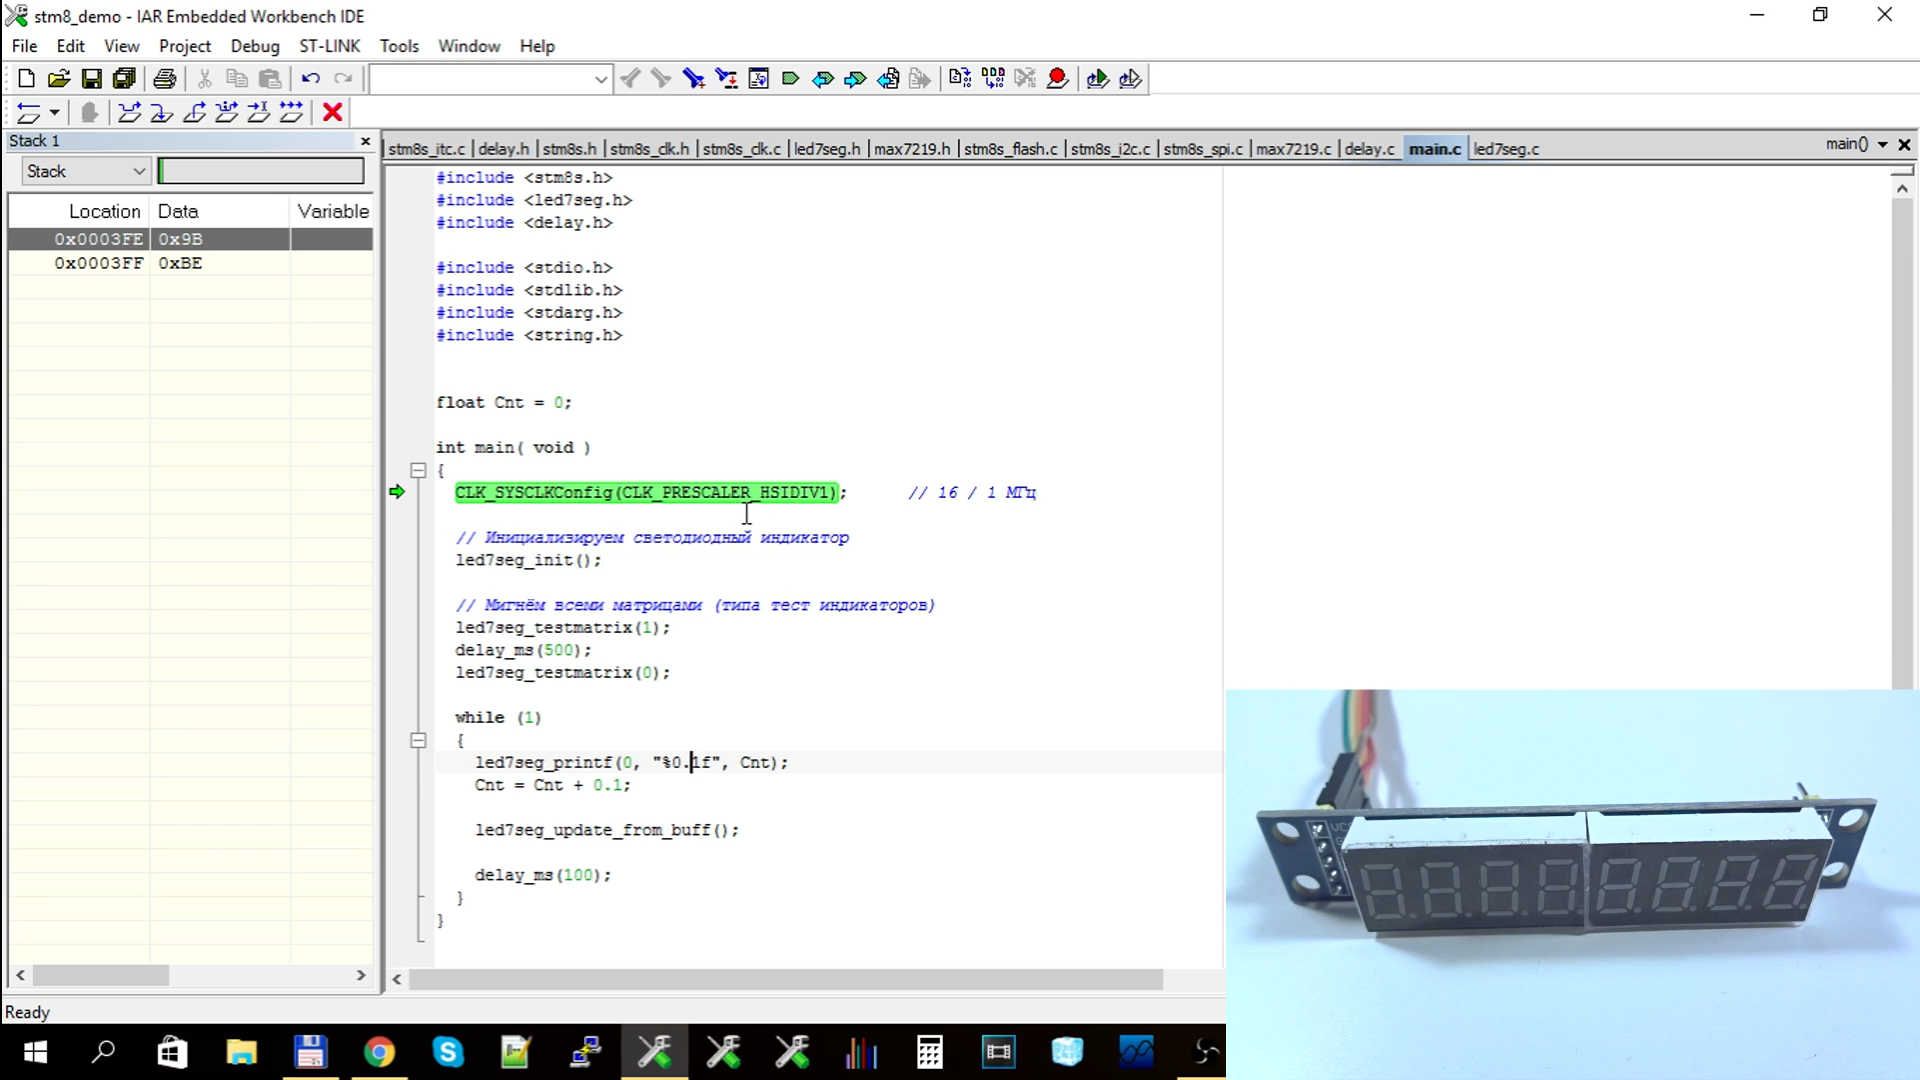 stm8_demo - IAR Embedded Workbench IDE
File Edit View Project Debug ST-LINK Tools Window Help
Stack 1
Stack
Location Data Variable
0x0003FE 0x9B
0x0003FF 0xBE
stm8s_itc.c delay.h stm8s.h stm8s_clk.h stm8s_clk.c led7seg.h max7219.h stm8s_flash.c stm8s_i2c.c stm8s_spi.c max7219.c delay.c main.c led7seg.c main()
#include <stm8s.h>
#include <led7seg.h>
#include <delay.h>
#include <stdio.h>
#include <stdlib.h>
#include <stdarg.h>
#include <string.h>
float Cnt = 0;
int main( void )
{
CLK_SYSCLKConfig(CLK_PRESCALER_HSIDIV1); // 16 / 1 МГц
// Инициализируем светодиодный индикатор
led7seg_init();
// Мигнём всеми матрицами (типа тест индикаторов)
led7seg_testmatrix(1);
delay_ms(500);
led7seg_testmatrix(0);
while (1)
{
led7seg_printf(0, "%0.1f", Cnt);
Cnt = Cnt + 0.1;
led7seg_update_from_buff();
delay_ms(100);
}
}
Ready